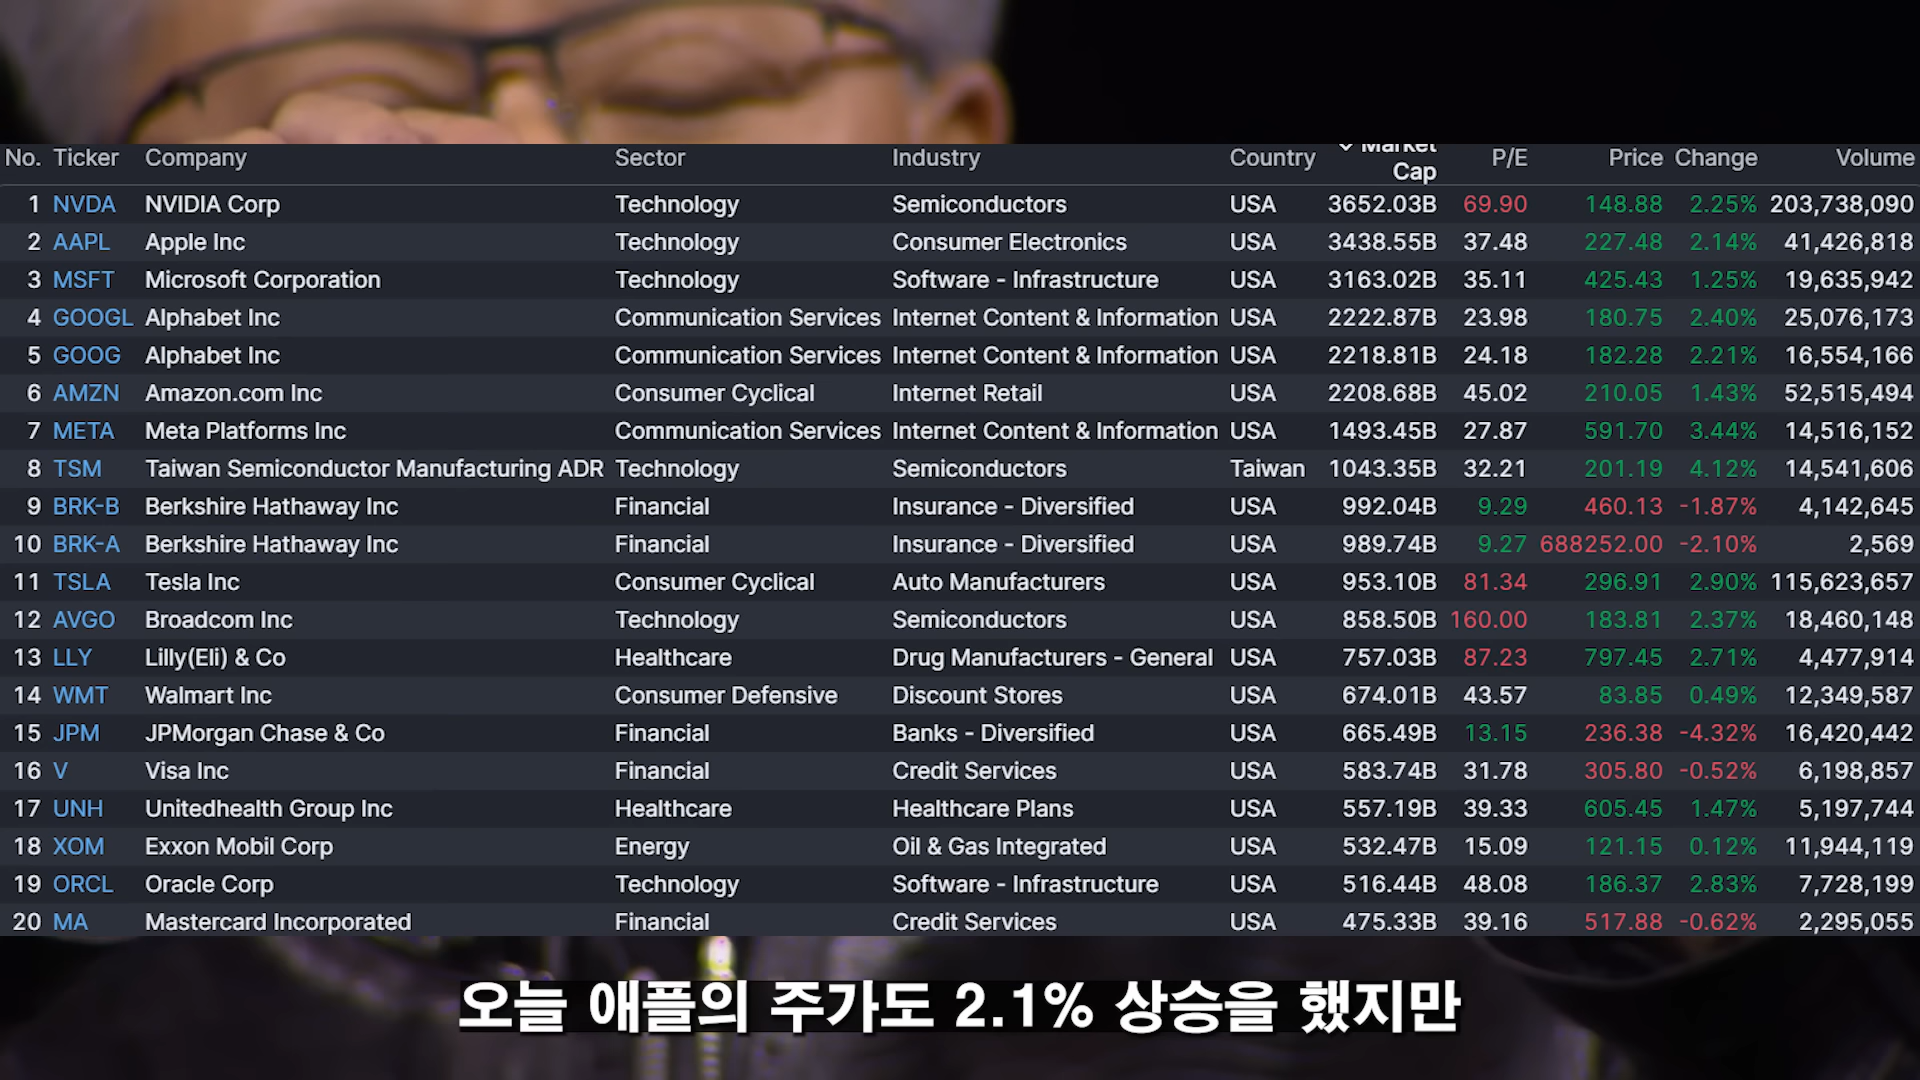 No. Ticker Company Sector Industry Country Market Cap P/E Price Change Volume
1 NVDA NVIDIA Corp Technology Semiconductors USA 3652.03B 69.90 148.88 2.25% 203,738,090
2 AAPL Apple Inc Technology Consumer Electronics USA 3438.55B 37.48 227.48 2.14% 41,426,818
3 MSFT Microsoft Corporation Technology Software - Infrastructure USA 3163.02B 35.11 425.43 1.25% 19,635,942
4 GOOGL Alphabet Inc Communication Services Internet Content & Information USA 2222.87B 23.98 180.75 2.40% 25,076,173
5 GOOG Alphabet Inc Communication Services Internet Content & Information USA 2218.81B 24.18 182.28 2.21% 16,554,166
6 AMZN Amazon.com Inc Consumer Cyclical Internet Retail USA 2208.68B 45.02 210.05 1.43% 52,515,494
7 META Meta Platforms Inc Communication Services Internet Content & Information USA 1493.45B 27.87 591.70 3.44% 14,516,152
8 TSM Taiwan Semiconductor Manufacturing ADR Technology Semiconductors Taiwan 1043.35B 32.21 201.19 4.12% 14,541,606
9 BRK-B Berkshire Hathaway Inc Financial Insurance - Diversified USA 992.04B 9.29 460.13 -1.87% 4,142,645
10 BRK-A Berkshire Hathaway Inc Financial Insurance - Diversified USA 989.74B 9.27 688252.00 -2.10% 2,569
11 TSLA Tesla Inc Consumer Cyclical Auto Manufacturers USA 953.10B 81.34 296.91 2.90% 115,623,657
12 AVGO Broadcom Inc Technology Semiconductors USA 858.50B 160.00 183.81 2.37% 18,460,148
13 LLY Lilly(Eli) & Co Healthcare Drug Manufacturers - General USA 757.03B 87.23 797.45 2.71% 4,477,914
14 WMT Walmart Inc Consumer Defensive Discount Stores USA 674.01B 43.57 83.85 0.49% 12,349,587
15 JPM JPMorgan Chase & Co Financial Banks - Diversified USA 665.49B 13.15 236.38 -4.32% 16,420,442
16 V Visa Inc Financial Credit Services USA 583.74B 31.78 305.80 -0.52% 6,198,857
17 UNH Unitedhealth Group Inc Healthcare Healthcare Plans USA 557.19B 39.33 605.45 1.47% 5,197,744
18 XOM Exxon Mobil Corp Energy Oil & Gas Integrated USA 532.47B 15.09 121.15 0.12% 11,944,119
19 ORCL Oracle Corp Technology Software - Infrastructure USA 516.44B 48.08 186.37 2.83% 7,728,199
20 MA Mastercard Incorporated Financial Credit Services USA 475.33B 39.16 517.88 -0.62% 2,295,055
오늘 애플의 주가도 2.1% 상승을 했지만